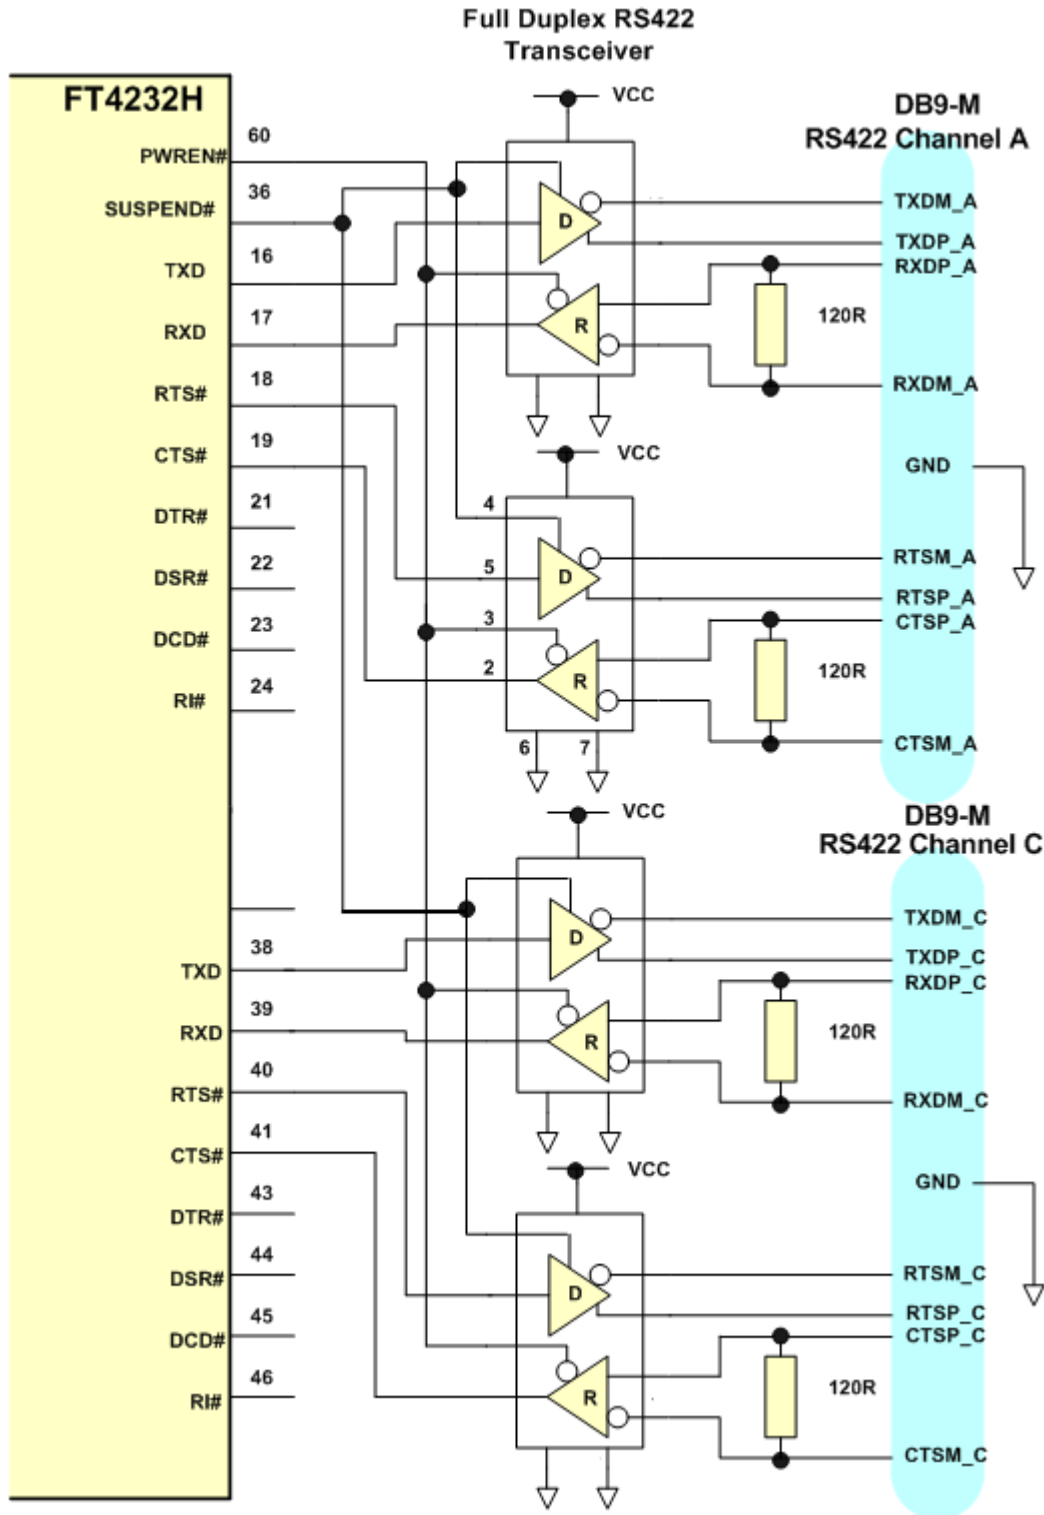 Full Duplex RS422
Transceiver
FT4232H
VCC
DB9-M
RS422 Channel A
60
PWREN#
36
SUSPEND#
D
TXDM_A
16
TXDP_A
TXD
RXDP_A
17
RXD
R
120R
18
RTS#
RXDM_A
19
CTS#
VCC
GND
21
4
DTR#
22
5
DSR#
D
RTSM_A
RTSP_A
23
3
CTSP_A
DCD#
24
2
RI#
R
120R
6
7
CTSM_A
VCC
DB9-M
RS422 Channel C
TXDM_C
38
D
TXDP_C
TXD
RXDP_C
39
RXD
R
120R
40
RTS#
RXDM_C
41
CTS#
VCC
GND
43
DTR#
44
DSR#
D
RTSM_C
45
RTSP_C
DCD#
CTSP_C
46
RI#
R
120R
CTSM_C